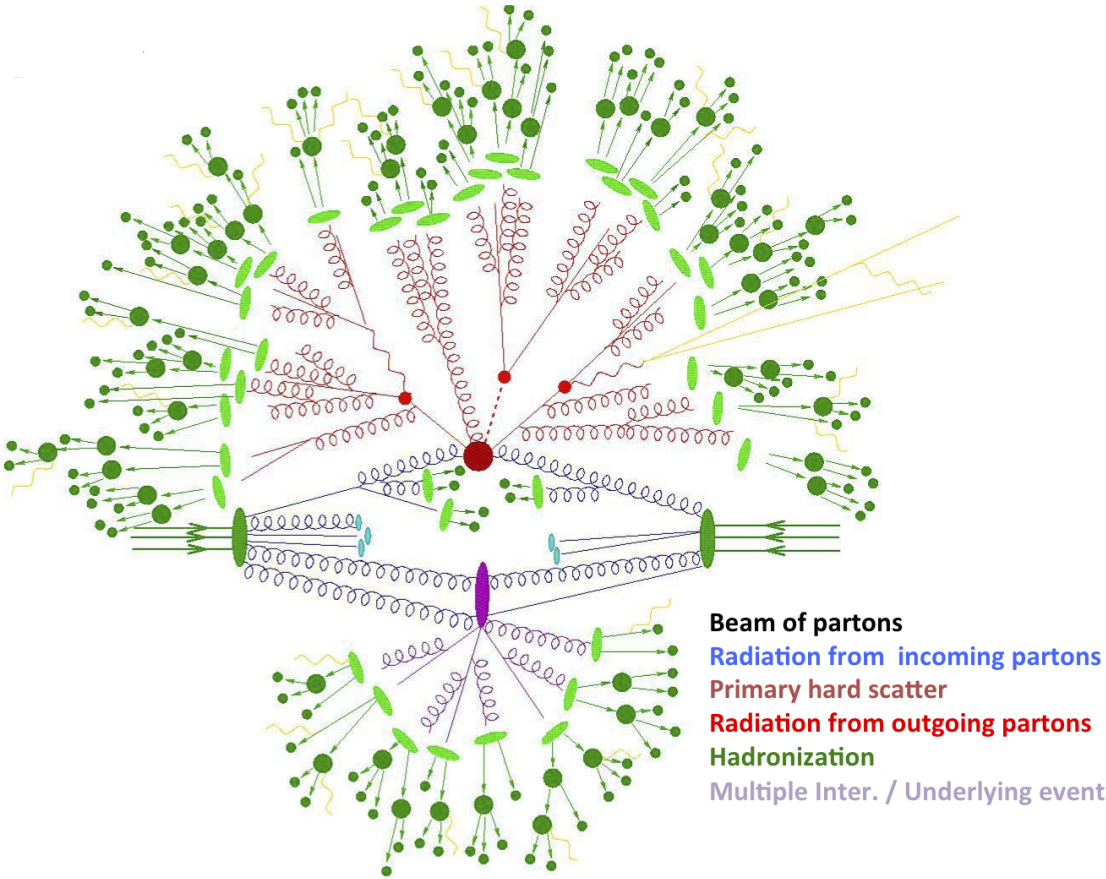 Beam of partons
Radiation from incoming partons
Primary hard scatter
Radiation from outgoing partons
Hadronization
Multiple Inter. / Underlying event